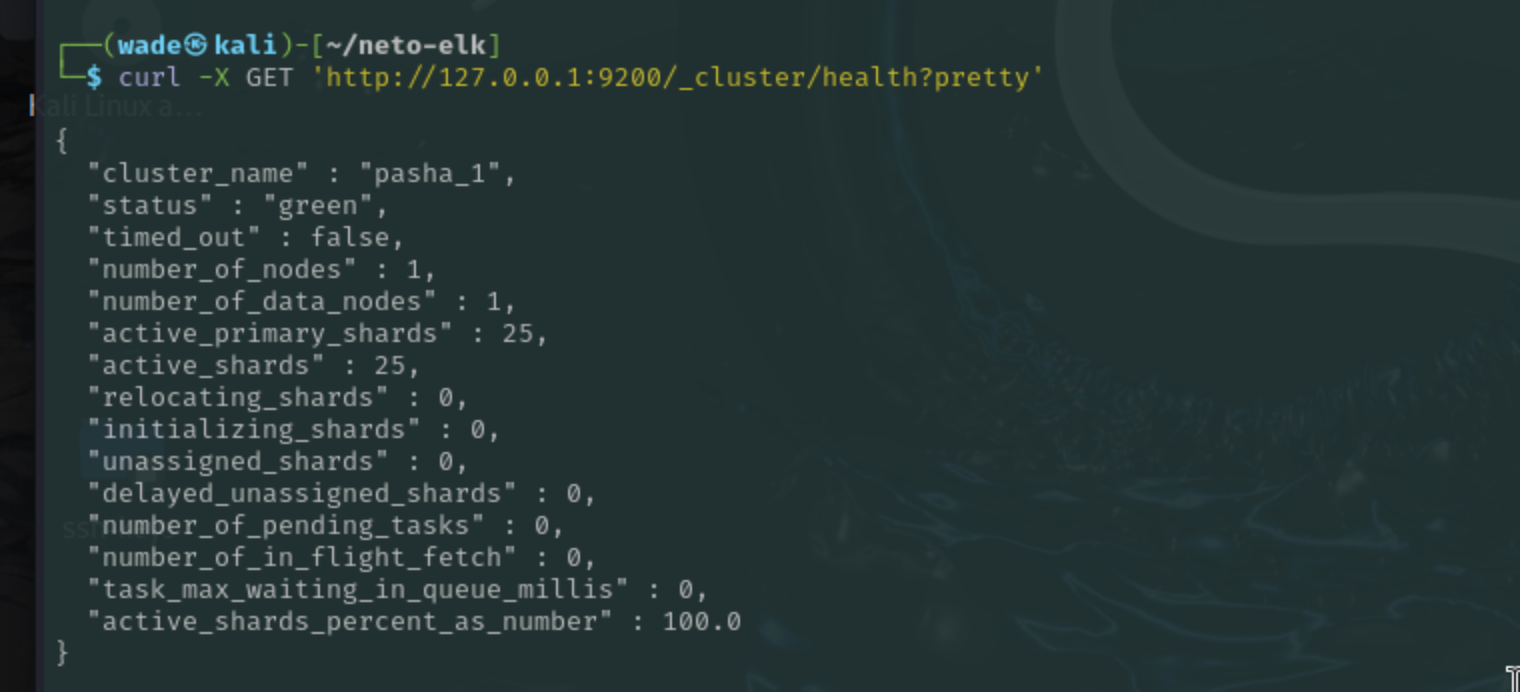 ┌──(wade㉿kali)-[~/neto-elk]
└─$ curl -X GET 'http://127.0.0.1:9200/_cluster/health?pretty'
Kali Linux a...
{
  "cluster_name" : "pasha_1",
  "status" : "green",
  "timed_out" : false,
  "number_of_nodes" : 1,
  "number_of_data_nodes" : 1,
  "active_primary_shards" : 25,
  "active_shards" : 25,
  "relocating_shards" : 0,
  "initializing_shards" : 0,
  "unassigned_shards" : 0,
  "delayed_unassigned_shards" : 0,
  "number_of_pending_tasks" : 0,
  "number_of_in_flight_fetch" : 0,
  "task_max_waiting_in_queue_millis" : 0,
  "active_shards_percent_as_number" : 100.0
}